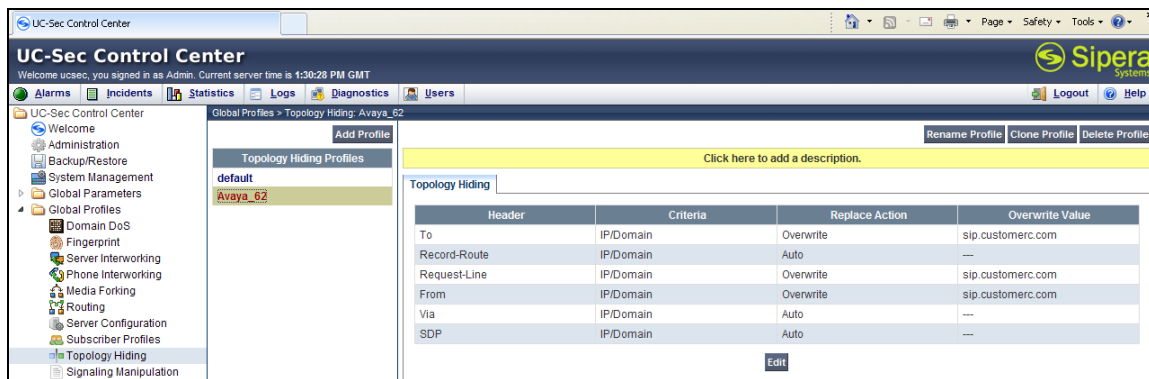 UC-Sec Control Center
Page Safety Tools
UC-Sec Control Center
Welcome ucsec, you signed in as Admin. Current server time is 1:30:28 PM GMT
Sipera
Systems
Alarms Incidents Statistics Logs Diagnostics Users Logout Help
UC-Sec Control Center
Welcome
Administration
Backup/Restore
System Management
Global Parameters
Global Profiles
Domain DoS
Fingerprint
Server Interworking
Phone Interworking
Media Forking
Routing
Server Configuration
Subscriber Profiles
Topology Hiding
Signaling Manipulation
Global Profiles > Topology Hiding: Avaya_62
Add Profile
Topology Hiding Profiles
default
Avaya_62
Rename Profile Clone Profile Delete Profile
Click here to add a description.
Topology Hiding
Header Criteria Replace Action Overwrite Value
To IP/Domain Overwrite sip.customerc.com
Record-Route IP/Domain Auto ---
Request-Line IP/Domain Overwrite sip.customerc.com
From IP/Domain Overwrite sip.customerc.com
Via IP/Domain Auto ---
SDP IP/Domain Auto ---
Edit